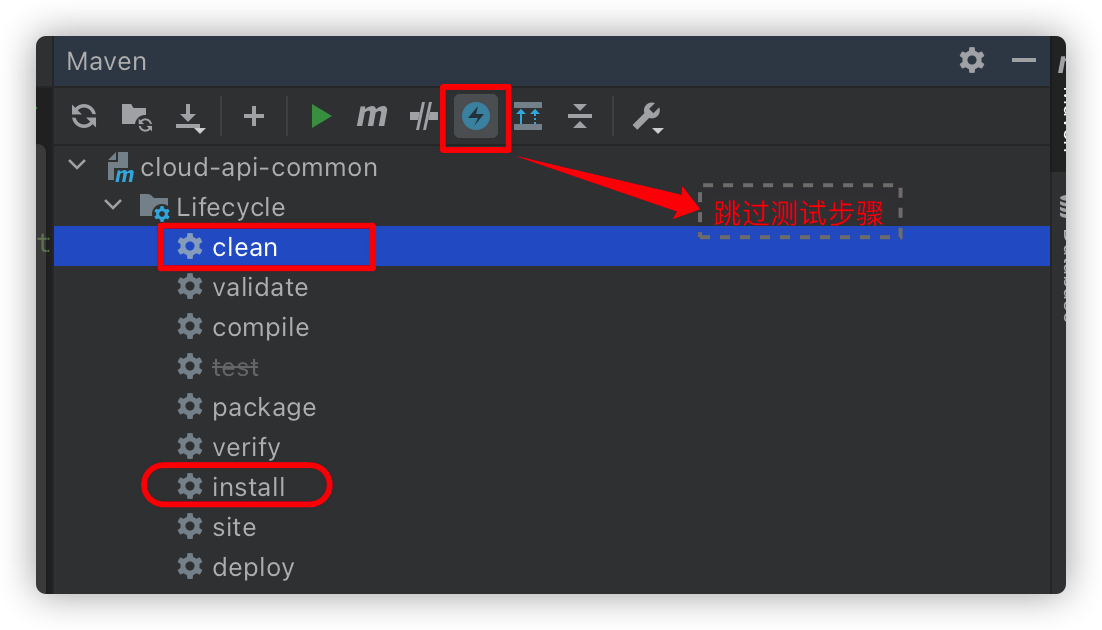 Maven
cloud-api-common
Lifecycle
跳过测试步骤
clean
validate
compile
test
package
verify
install
site
deploy